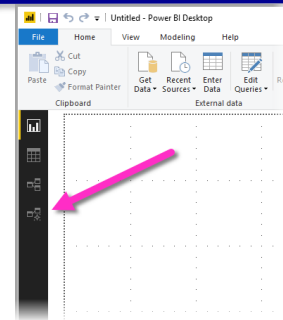 Untitled - Power BI Desktop
File Home View Modeling Help
Cut
Copy
Format Painter
Paste
Get Data
Recent Sources
Enter Data
Edit Queries
Clipboard
External data